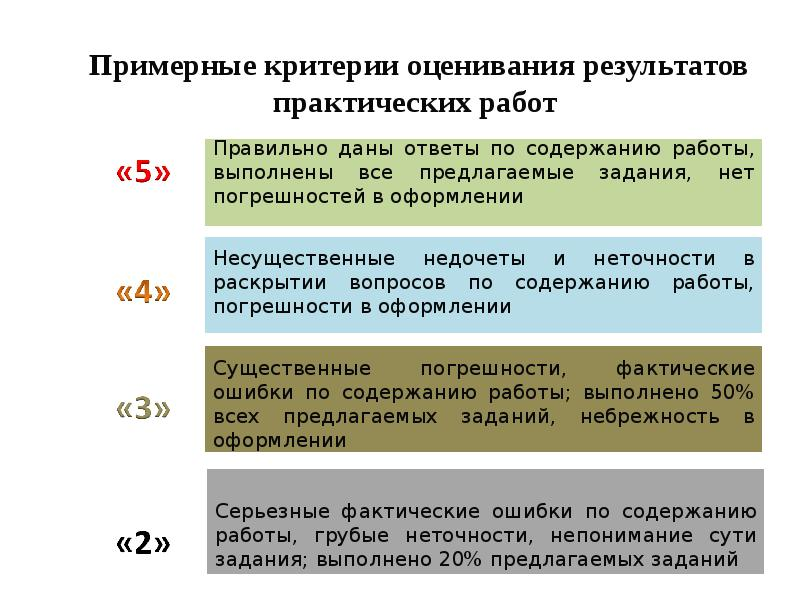 Примерные критерии оценивания результатов
практических работ
«5»
Правильно даны ответы по содержанию работы,
выполнены все предлагаемые задания, нет
погрешностей в оформлении
«4»
Несущественные недочеты и неточности в
раскрытии вопросов по содержанию работы,
погрешности в оформлении
«3»
Существенные погрешности, фактические
ошибки по содержанию работы; выполнено 50%
всех предлагаемых заданий, небрежность в
оформлении
«2»
Серьезные фактические ошибки по содержанию
работы, грубые неточности, непонимание сути
задания; выполнено 20% предлагаемых заданий